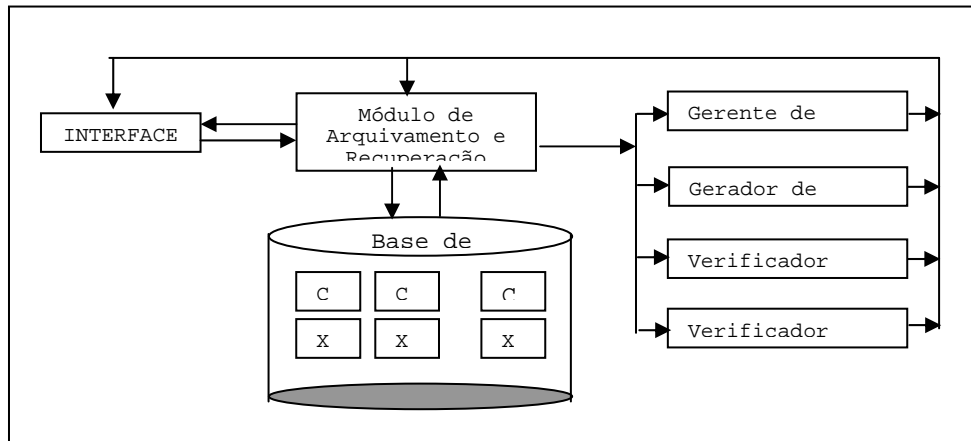 INTERFACE
Módulo de
Arquivamento e
Recuperação
Gerente de
Gerador de
Verificador
Verificador
Base de
C C C
X X X